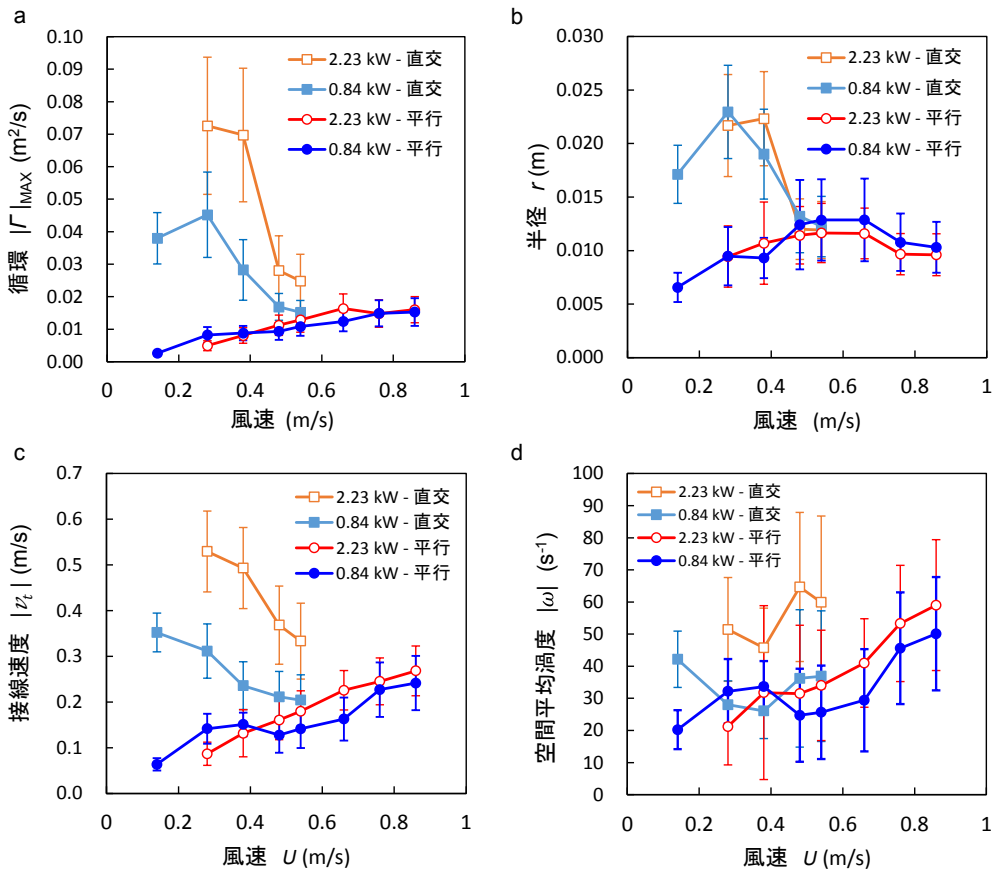 a
0.10
0.09
0.08
0.07
0.06
0.05
0.04
0.03
0.02
0.01
0.00
循環 |Γ|MAX (m²/s)
2.23 kW - 直交
0.84 kW - 直交
2.23 kW - 平行
0.84 kW - 平行
0 0.2 0.4 0.6 0.8 1
風速 (m/s)
b
0.030
0.025
0.020
0.015
0.010
0.005
0.000
半径 r (m)
2.23 kW - 直交
0.84 kW - 直交
2.23 kW - 平行
0.84 kW - 平行
0 0.2 0.4 0.6 0.8 1
風速 (m/s)
c
0.7
0.6
0.5
0.4
0.3
0.2
0.1
0.0
接線速度 |v̅t| (m/s)
2.23 kW - 直交
0.84 kW - 直交
2.23 kW - 平行
0.84 kW - 平行
0 0.2 0.4 0.6 0.8 1
風速 U (m/s)
d
100
90
80
70
60
50
40
30
20
10
0
空間平均渦度 |ω̅| (s-1)
2.23 kW - 直交
0.84 kW - 直交
2.23 kW - 平行
0.84 kW - 平行
0 0.2 0.4 0.6 0.8 1
風速 U (m/s)